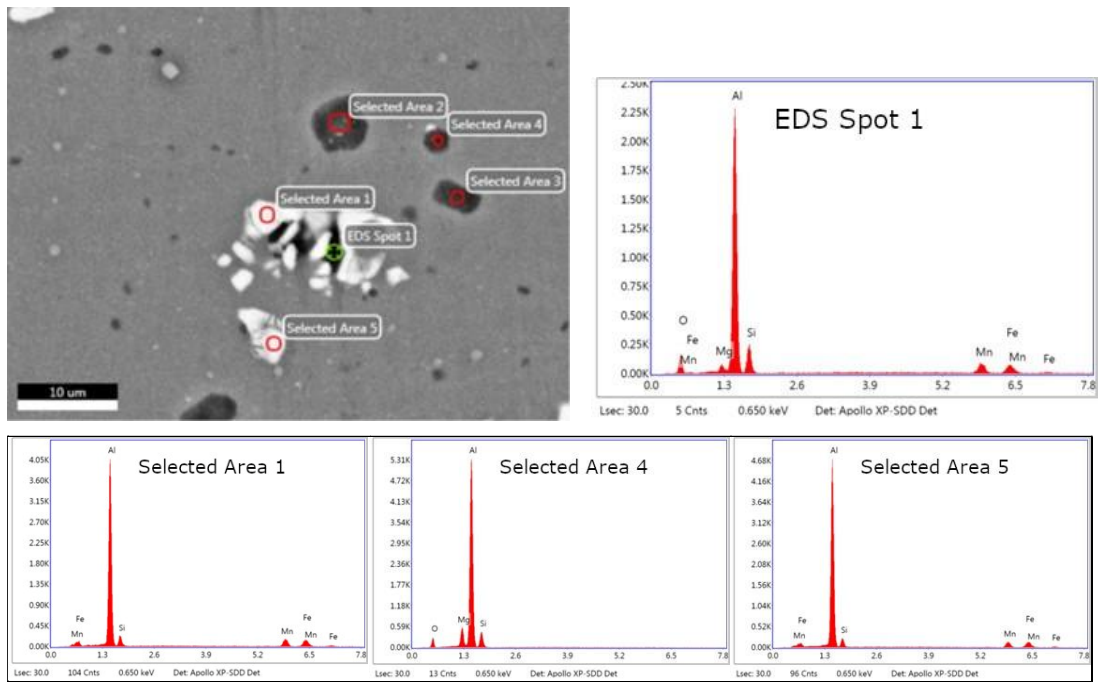 Selected Area 2
Selected Area 4
Selected Area 3
Selected Area 1
EDS Spot 1
Selected Area 5
10 um
EDS Spot 1
2.50K
2.25K
2.00K
1.75K
1.50K
1.25K
1.00K
0.75K
0.50K
0.25K
0.00K
Al
O
Fe
Mn
Mg
Si
Mn
Fe
Mn
Fe
0.0 1.3 2.6 3.9 5.2 6.5 7.8
Lsec: 30.0 5 Cnts 0.650 keV Det: Apollo XP-SDD Det
Selected Area 1
4.05K
3.60K
3.15K
2.70K
2.25K
1.80K
1.35K
0.90K
0.45K
0.00K
Al
Fe
Mn
Si
Mn
Fe
Mn
Fe
0.0 1.3 2.6 3.9 5.2 6.5 7.8
Lsec: 30.0 104 Cnts 0.650 keV Det: Apollo XP-SDD Det
Selected Area 4
5.31K
4.72K
4.13K
3.54K
2.95K
2.36K
1.77K
1.18K
0.59K
0.00K
Al
O
Mg
Si
0.0 1.3 2.6 3.9 5.2 6.5 7.8
Lsec: 30.0 13 Cnts 0.650 keV Det: Apollo XP-SDD Det
Selected Area 5
4.68K
4.16K
3.64K
3.12K
2.60K
2.08K
1.56K
1.04K
0.52K
0.00K
Al
Fe
Mn
Si
Mn
Fe
Mn
Fe
0.0 1.3 2.6 3.9 5.2 6.5 7.8
Lsec: 30.0 96 Cnts 0.650 keV Det: Apollo XP-SDD Det